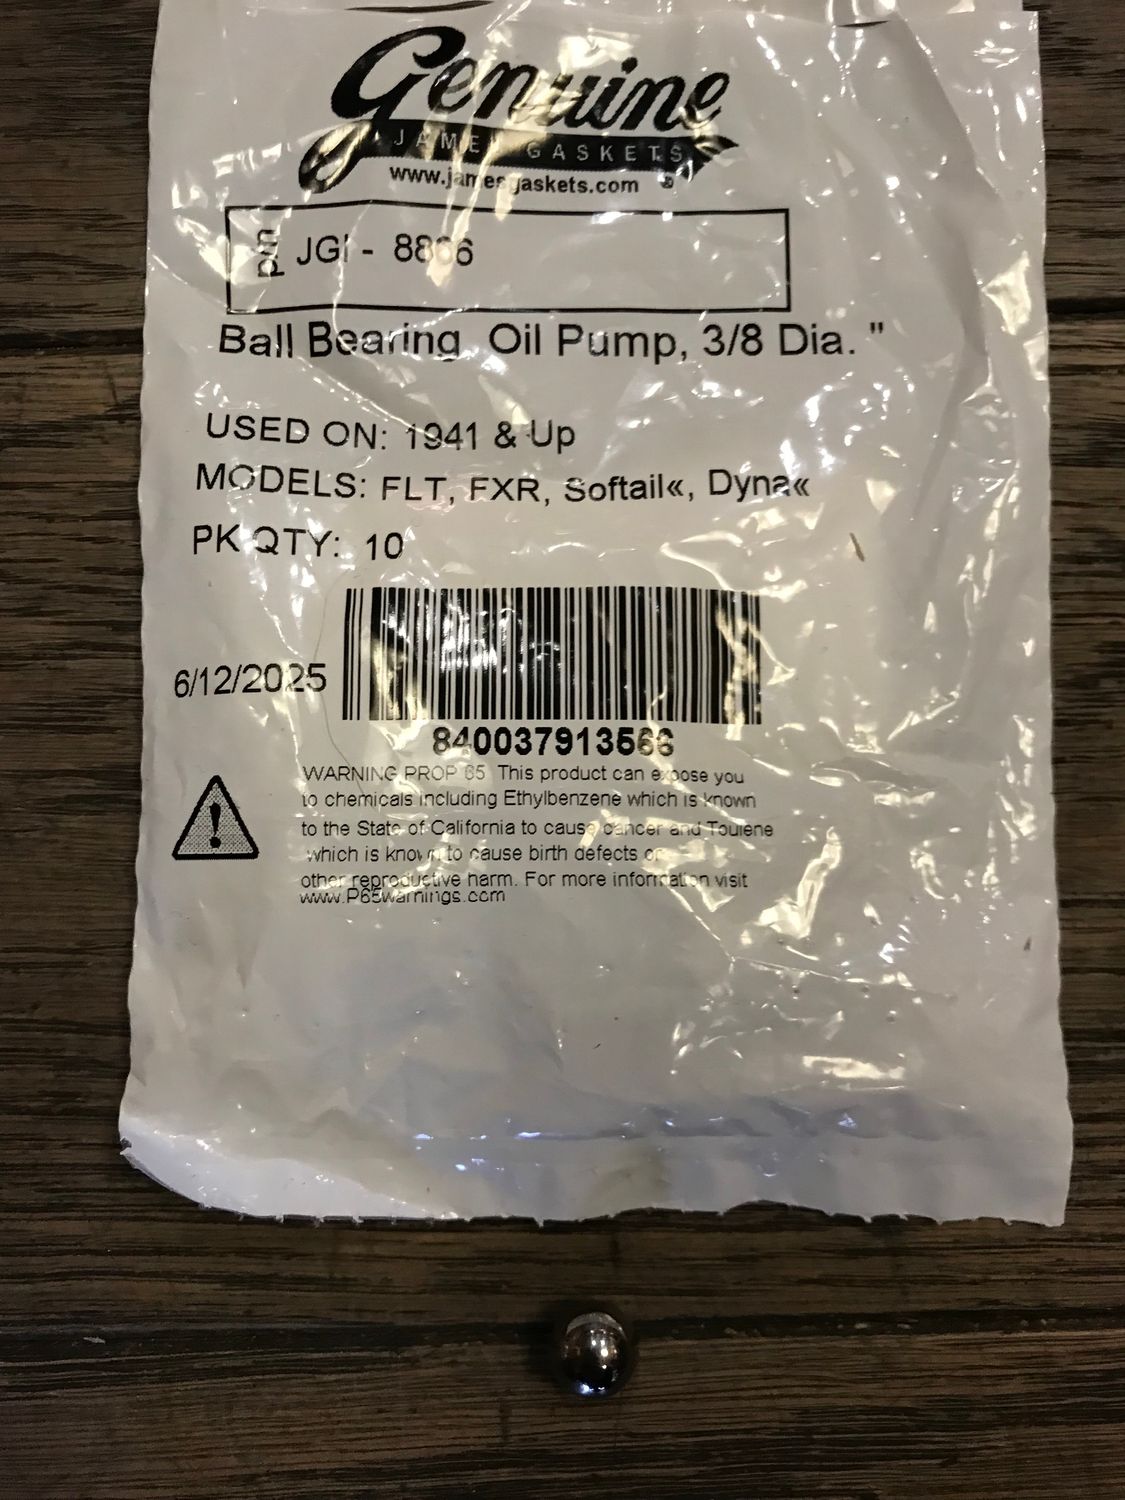 Genuine
JAMES GASKETS
www.jamesgaskets.com ®
p\n JGI - 8866
Ball Bearing, Oil Pump, 3/8 Dia. "
USED ON: 1941 & Up
MODELS: FLT, FXR, Softail«, Dyna«
PK QTY: 10
6/12/2025
840037913566
WARNING PROP 65 This product can expose you
to chemicals including Ethylbenzene which is known
to the State of California to cause cancer and Toulene
which is known to cause birth defects or
other reproductive harm. For more information visit
www.P65warnings.com